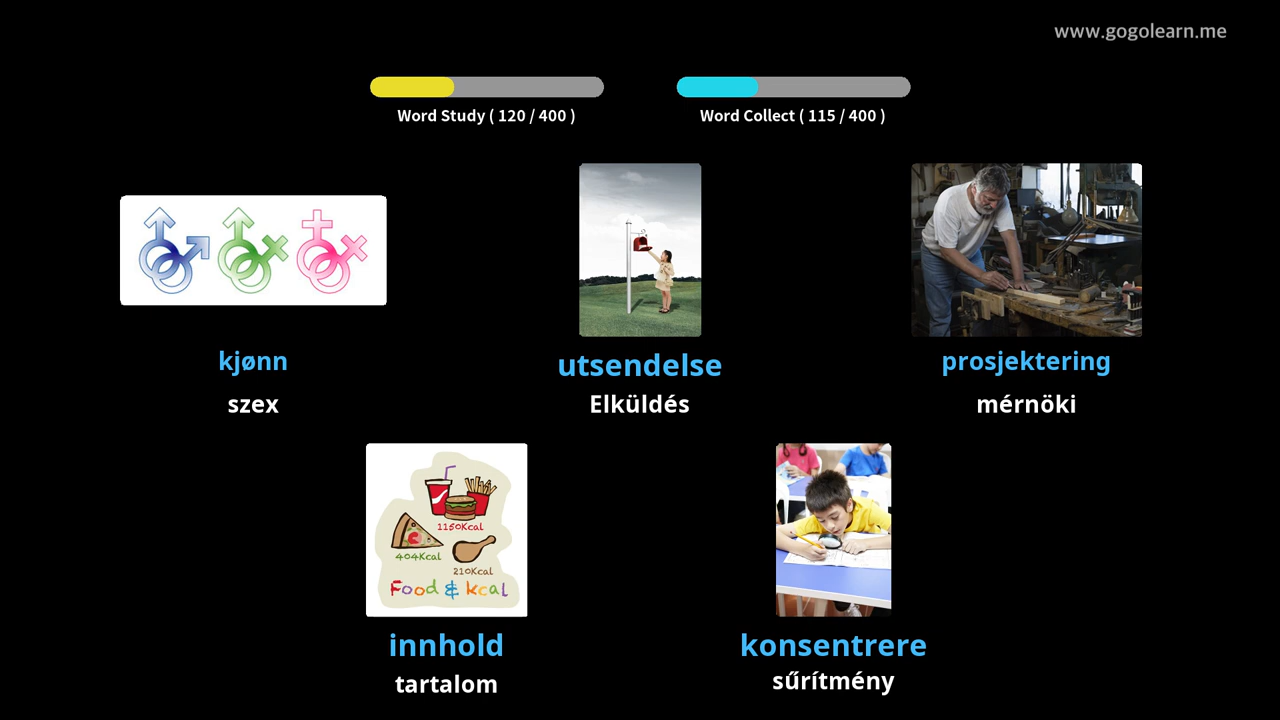 www.gogolearn.me
Word Study ( 120 / 400 )
Word Collect ( 115 / 400 )
kjønn
szex
utsendelse
Elküldés
prosjektering
mérnöki
1150Kcal
404Kcal
210Kcal
Food & kcal
innhold
tartalom
konsentrere
sűrítmény